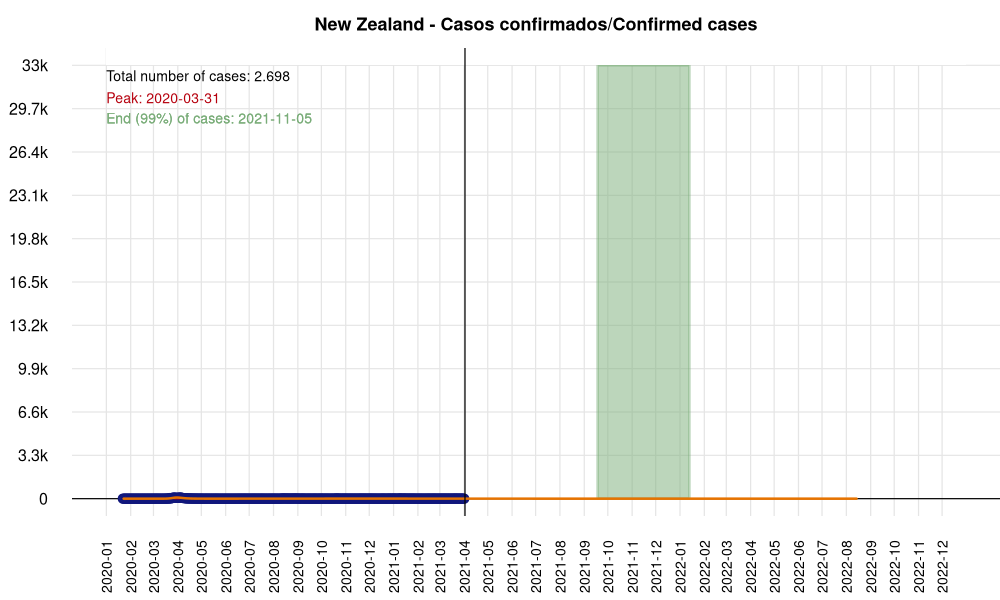 New Zealand - Casos confirmados/Confirmed cases
Total number of cases: 2.698
Peak: 2020-03-31
End (99%) of cases: 2021-11-05
33k
29.7k
26.4k
23.1k
19.8k
16.5k
13.2k
9.9k
6.6k
3.3k
0
2020-01
2020-02
2020-03
2020-04
2020-05
2020-06
2020-07
2020-08
2020-09
2020-10
2020-11
2020-12
2021-01
2021-02
2021-03
2021-04
2021-05
2021-06
2021-07
2021-08
2021-09
2021-10
2021-11
2021-12
2022-01
2022-02
2022-03
2022-04
2022-05
2022-06
2022-07
2022-08
2022-09
2022-10
2022-11
2022-12